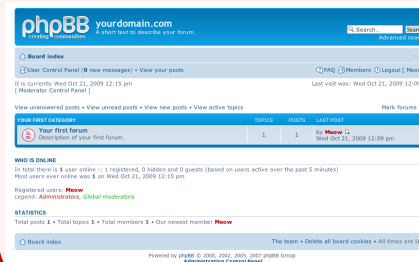 phpBB
creating communities
yourdomain.com
A short text to describe your forum
Search... Sear
Advanced sea
Board index
User Control Panel (0 new messages) • View your posts
FAQ Members Logout [ Meo
It is currently Wed Oct 21, 2009 12:15 pm
Last visit was: Wed Oct 21, 2009 12:09
[ Moderator Control Panel ]
View unanswered posts • View unread posts • View new posts • View active topics
Mark forums
YOUR FIRST CATEGORY TOPICS POSTS LAST POST
Your first forum
Description of your first forum.
1 1
by Meow
Wed Oct 21, 2009 12:09 pm
WHO IS ONLINE
In total there is 1 user online :: 1 registered, 0 hidden and 0 guests (based on users active over the past 5 minutes)
Most users ever online was 1 on Wed Oct 21, 2009 12:15 pm
Registered users: Meow
Legend: Administrators, Global moderators
STATISTICS
Total posts 1 • Total topics 1 • Total members 1 • Our newest member Meow
Board index
The team • Delete all board cookies • All times are U
Powered by phpBB © 2000, 2002, 2005, 2007 phpBB Group
Administration Control Panel